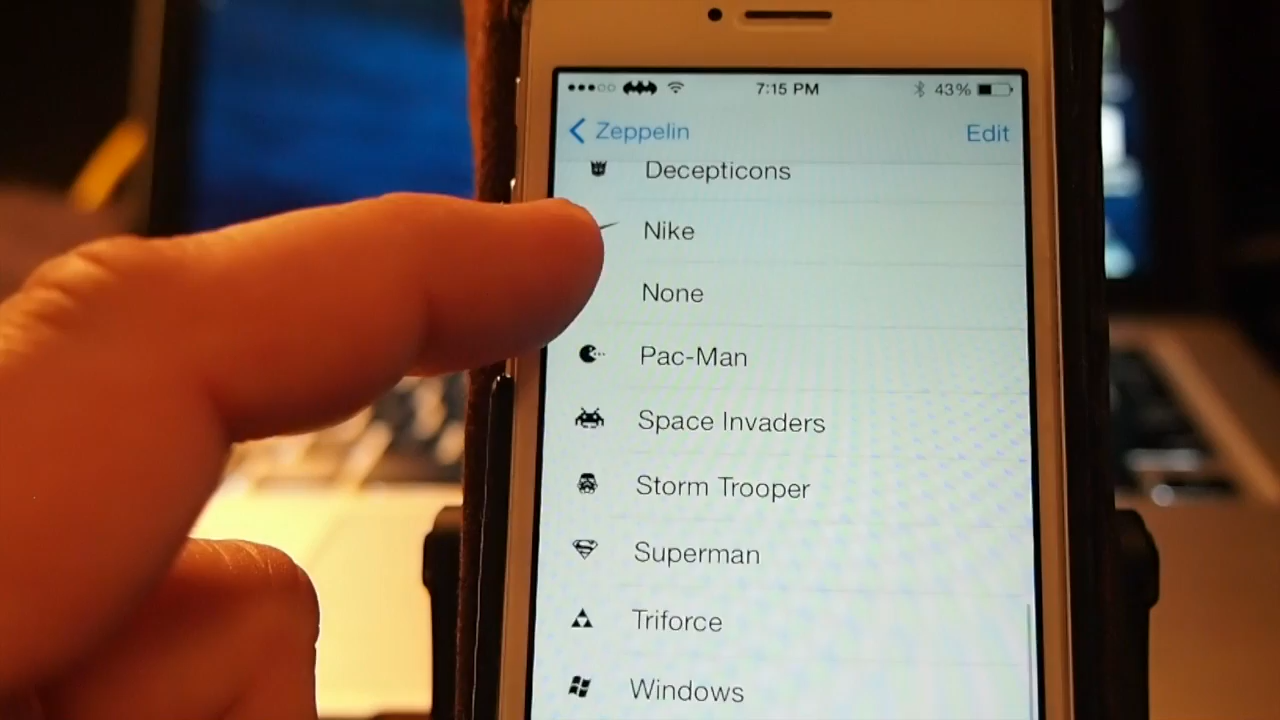 7:15 PM 43%
Zeppelin Edit
Decepticons
Nike
None
Pac-Man
Space Invaders
Storm Trooper
Superman
Triforce
Windows